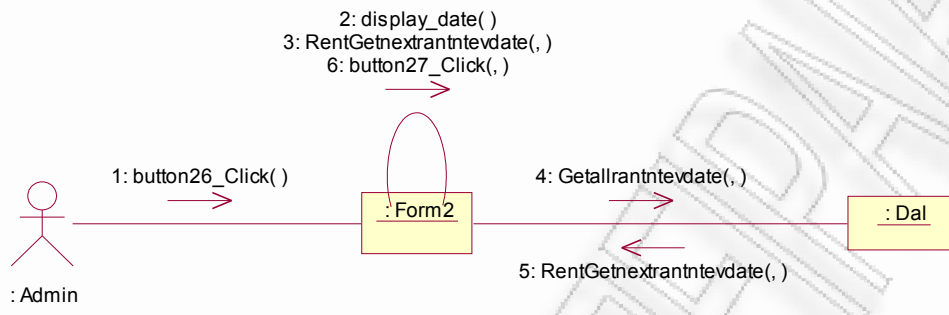 2: display_date( )
3: RentGetnextrantntevdate(, )
6: button27_Click(, )
1: button26_Click( )
4: Getallrantntevdate(, )
: Form2
: Dal
5: RentGetnextrantntevdate(, )
: Admin